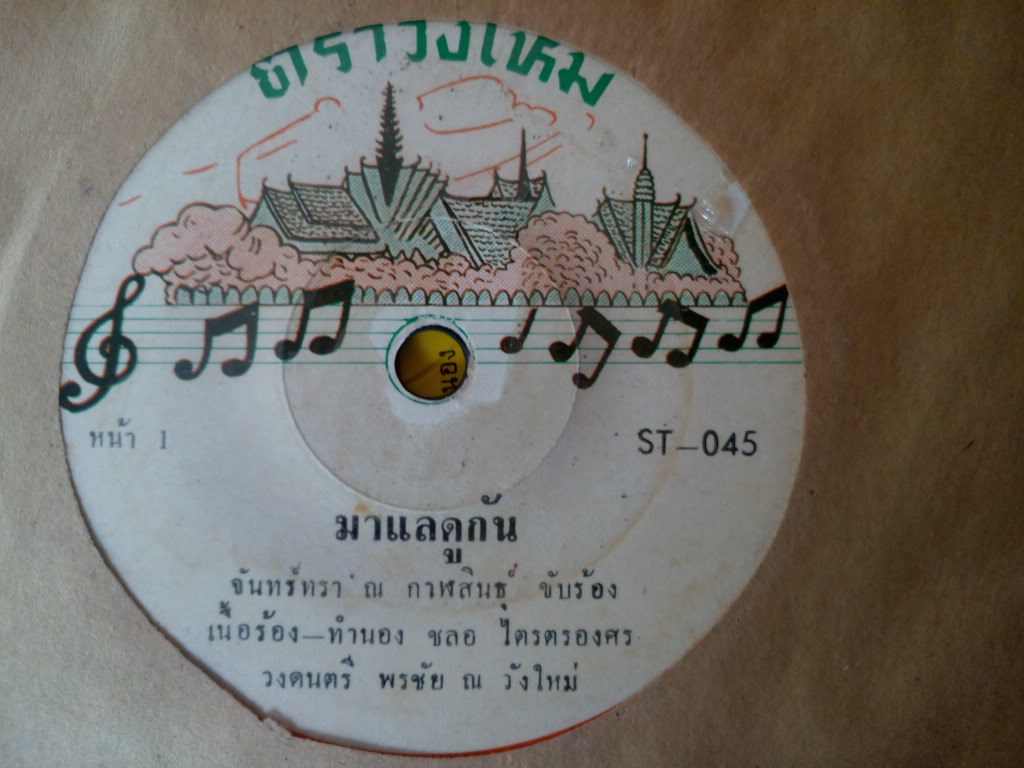 ตราวังใหม่
หน้า 1
ST-045
มาแลดูกัน
จันทร์ทรา ณ กาฬสินธุ์ ขับร้อง
เนื้อร้อง-ทำนอง ชลอ ไตรตรองศร
วงดนตรี พรชัย ณ วังใหม่